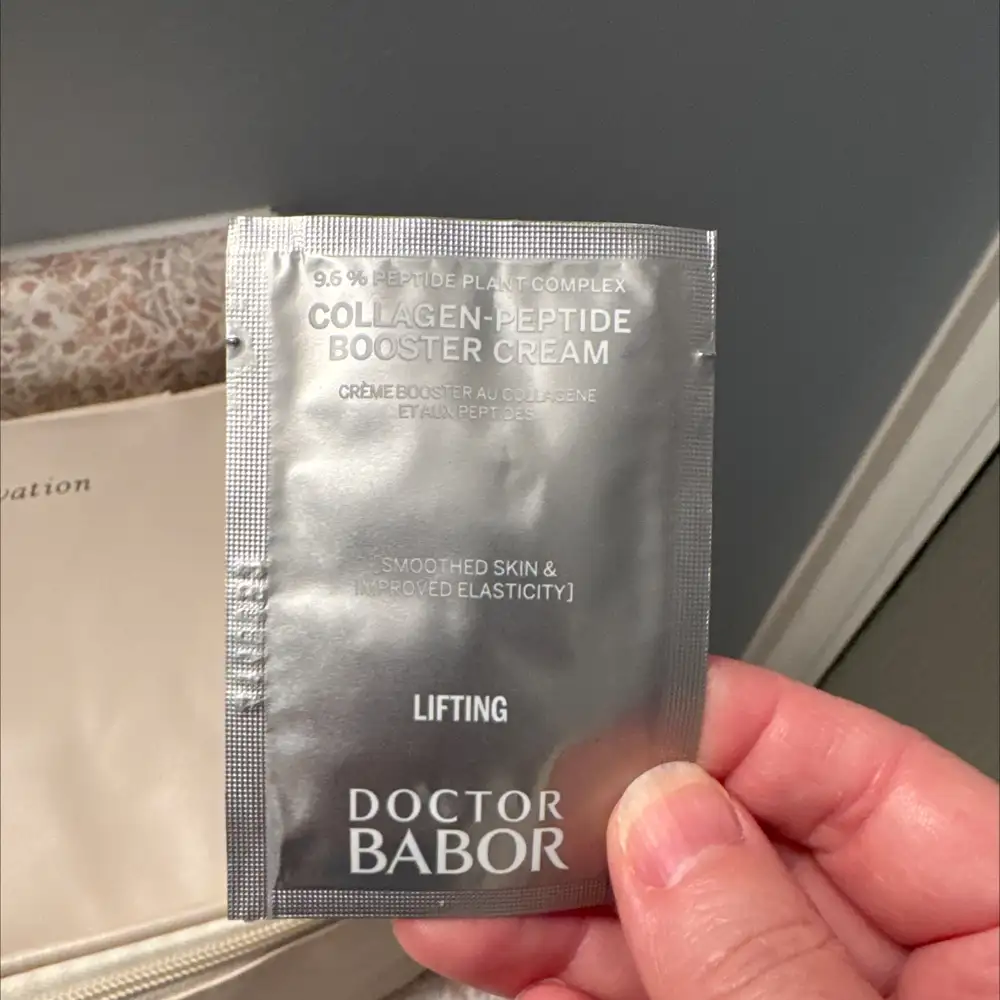 9.6 % PEPTIDE PLANT COMPLEX
COLLAGEN-PEPTIDE
BOOSTER CREAM
CRÈME BOOSTER AU COLLAGÈNE
ET AUX PEPTIDES
[SMOOTHED SKIN &
IMPROVED ELASTICITY]
LIFTING
DOCTOR
BABOR